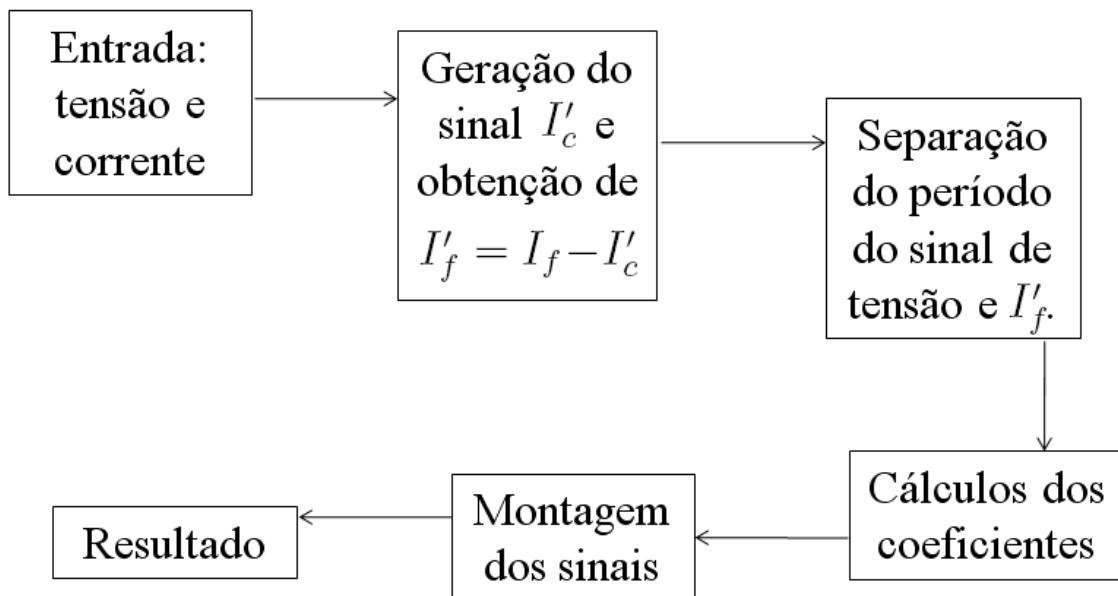 Entrada:
tensão e
corrente
Geração do
sinal I′c e
obtenção de
I′f = If − I′c
Separação
do período
do sinal de
tensão e I′f.
Cálculos dos
coeficientes
Montagem
dos sinais
Resultado